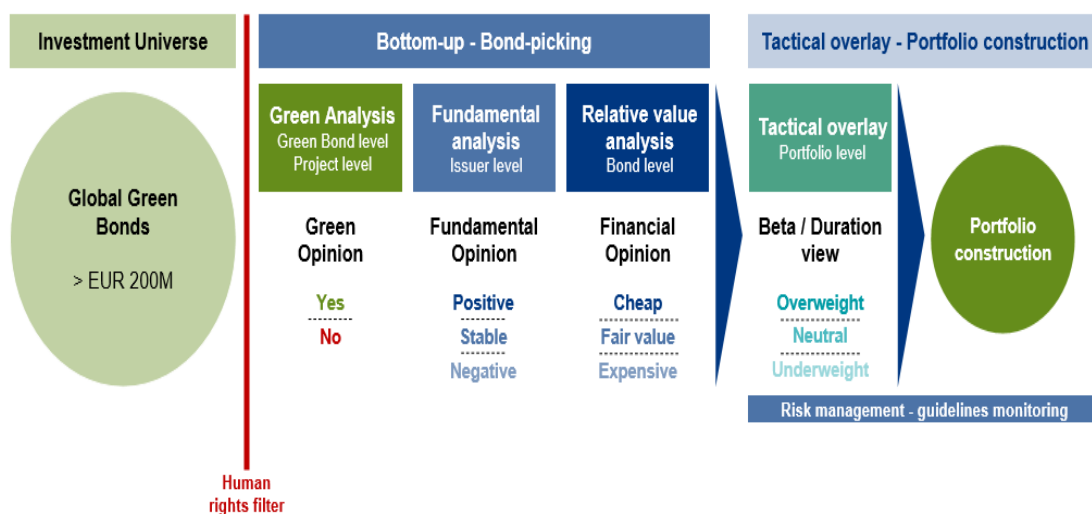 Investment Universe
Bottom-up - Bond-picking
Tactical overlay - Portfolio construction
Global Green
Bonds
> EUR 200M
Human
rights filter
Green Analysis
Green Bond level
Project level
Green
Opinion
Yes
No
Fundamental
analysis
Issuer level
Fundamental
Opinion
Positive
Stable
Negative
Relative value
analysis
Bond level
Financial
Opinion
Cheap
Fair value
Expensive
Tactical overlay
Portfolio level
Beta / Duration
view
Overweight
Neutral
Underweight
Portfolio
construction
Risk management - guidelines monitoring